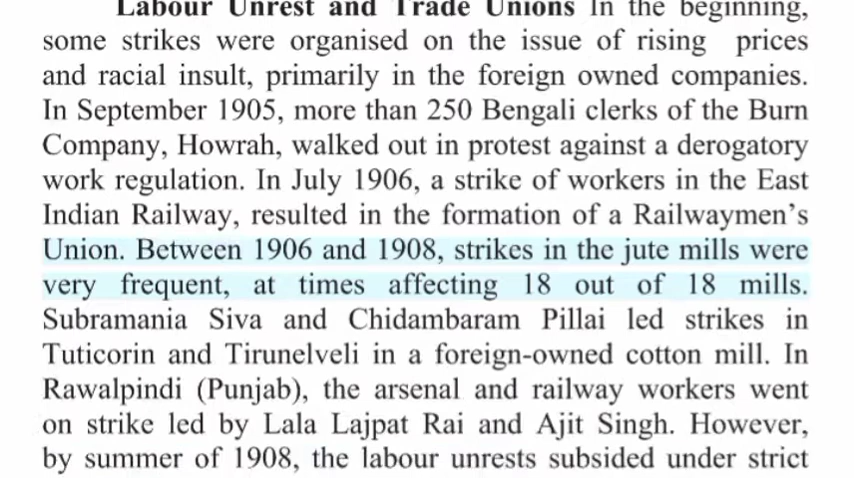 Labour Unrest and Trade Unions In the beginning,
some strikes were organised on the issue of rising prices
and racial insult, primarily in the foreign owned companies.
In September 1905, more than 250 Bengali clerks of the Burn
Company, Howrah, walked out in protest against a derogatory
work regulation. In July 1906, a strike of workers in the East
Indian Railway, resulted in the formation of a Railwaymen’s
Union. Between 1906 and 1908, strikes in the jute mills were
very frequent, at times affecting 18 out of 18 mills.
Subramania Siva and Chidambaram Pillai led strikes in
Tuticorin and Tirunelveli in a foreign-owned cotton mill. In
Rawalpindi (Punjab), the arsenal and railway workers went
on strike led by Lala Lajpat Rai and Ajit Singh. However,
by summer of 1908, the labour unrests subsided under strict